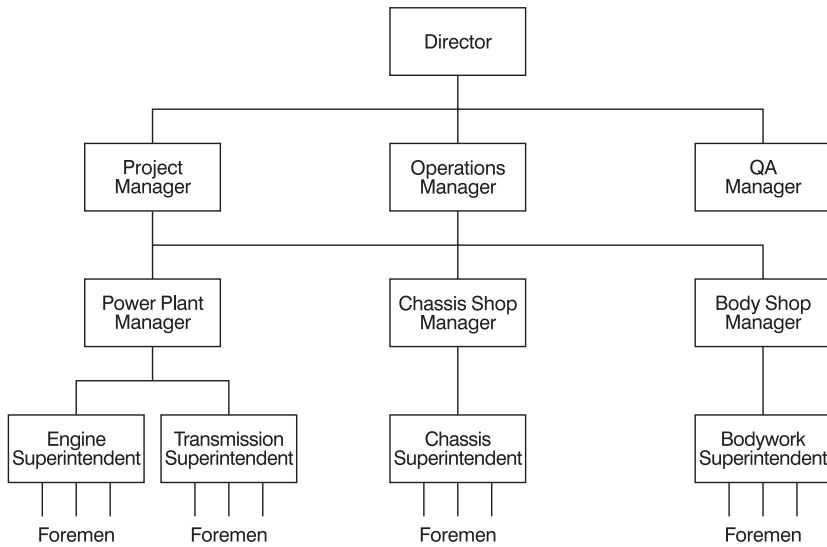 Director
Project
Manager
Operations
Manager
QA
Manager
Power Plant
Manager
Chassis Shop
Manager
Body Shop
Manager
Engine
Superintendent
Transmission
Superintendent
Chassis
Superintendent
Bodywork
Superintendent
Foremen
Foremen
Foremen
Foremen